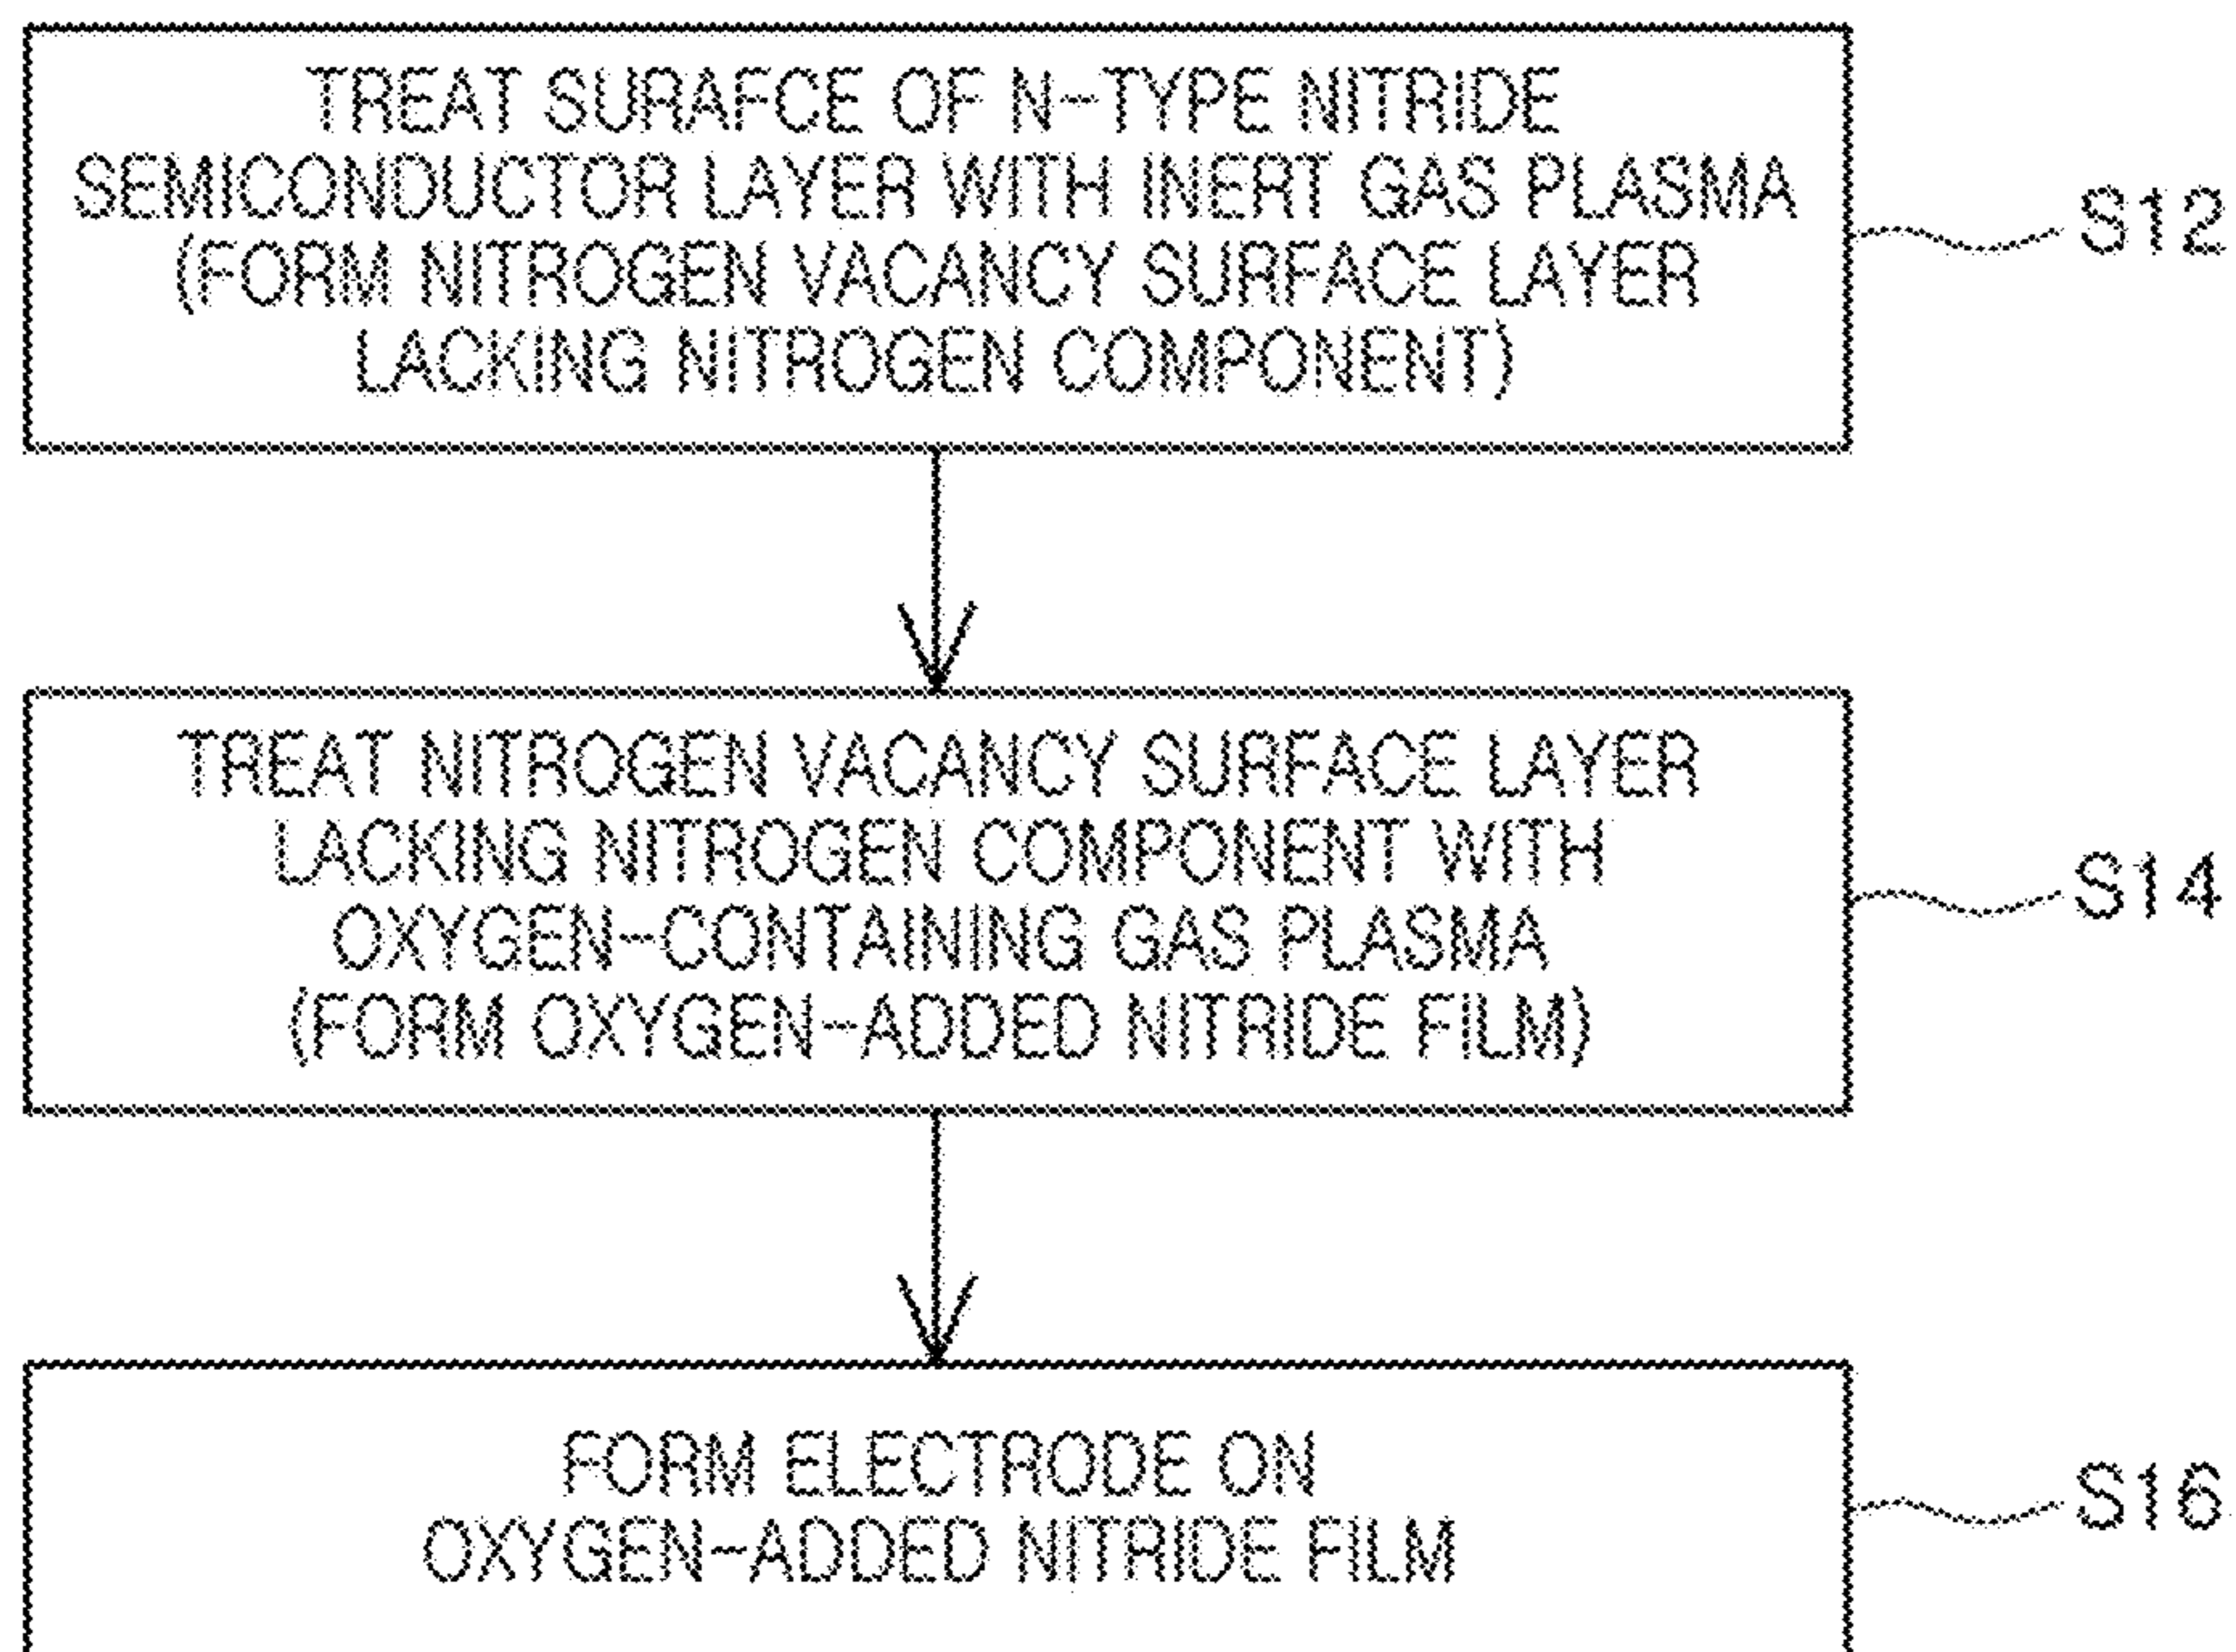 TREAT SURAFCE OF N-TYPE NITRIDE
SEMICONDUCTOR LAYER WITH INERT GAS PLASMA
(FORM NITROGEN VACANCY SURFACE LAYER
LACKING NITROGEN COMPONENT)
S12
TREAT NITROGEN VACANCY SURFACE LAYER
LACKING NITROGEN COMPONENT WITH
OXYGEN-CONTAINING GAS PLASMA
(FORM OXYGEN-ADDED NITRIDE FILM)
S14
FORM ELECTRODE ON
OXYGEN-ADDED NITRIDE FILM
S16